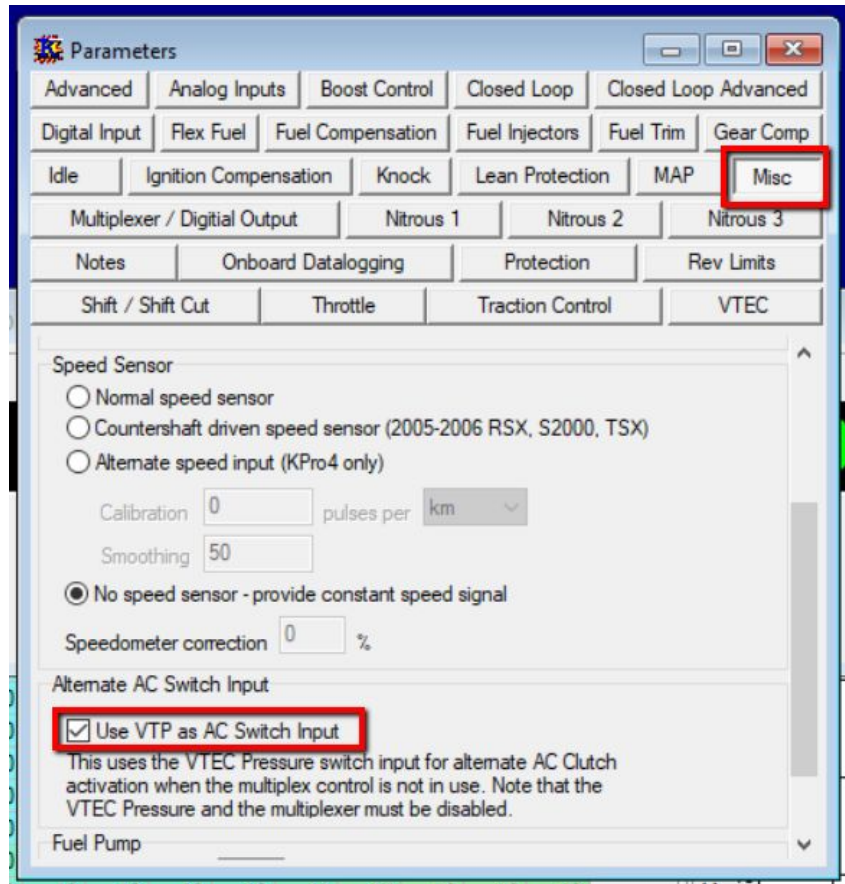 Parameters
Advanced Analog Inputs Boost Control Closed Loop Closed Loop Advanced
Digital Input Flex Fuel Fuel Compensation Fuel Injectors Fuel Trim Gear Comp
Idle Ignition Compensation Knock Lean Protection MAP Misc
Multiplexer / Digitial Output Nitrous 1 Nitrous 2 Nitrous 3
Notes Onboard Datalogging Protection Rev Limits
Shift / Shift Cut Throttle Traction Control VTEC
Speed Sensor
Normal speed sensor
Countershaft driven speed sensor (2005-2006 RSX, S2000, TSX)
Alternate speed input (KPro4 only)
Calibration 0 pulses per km
Smoothing 50
No speed sensor - provide constant speed signal
Speedometer correction 0 %
Alternate AC Switch Input
Use VTP as AC Switch Input
This uses the VTEC Pressure switch input for alternate AC Clutch
activation when the multiplex control is not in use. Note that the
VTEC Pressure and the multiplexer must be disabled.
Fuel Pump